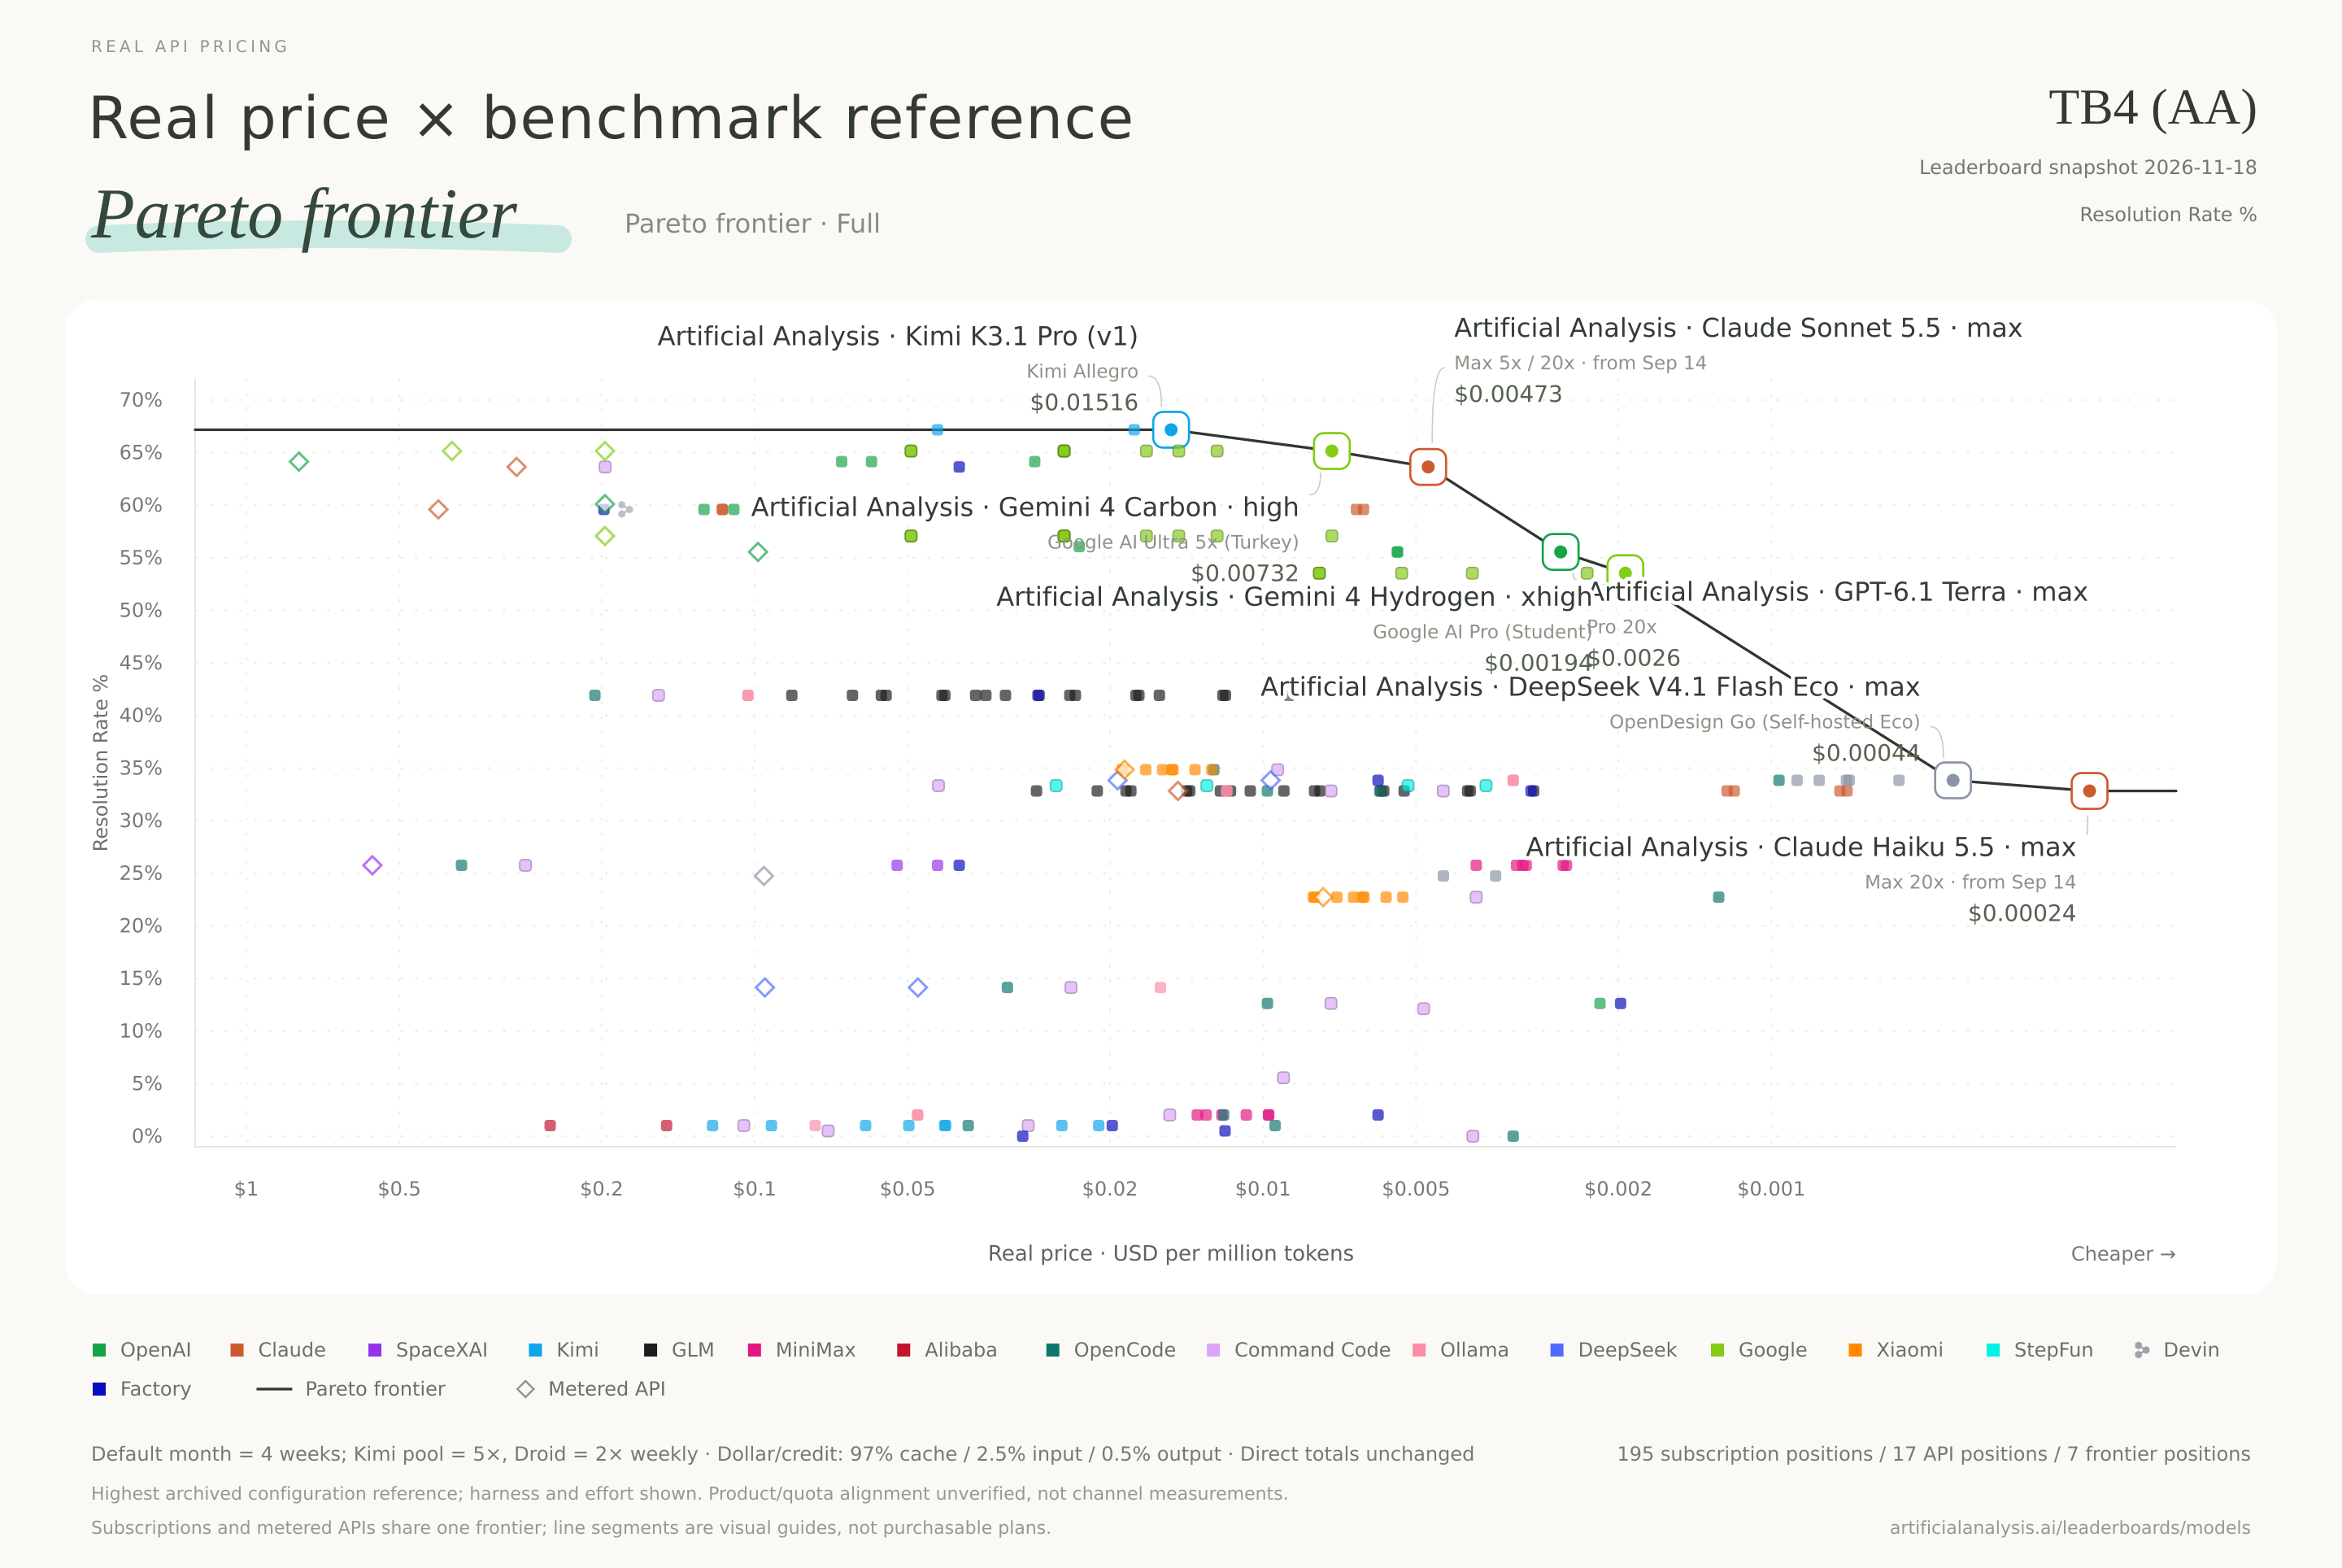 REAL API PRICING
Real price × benchmark reference
TB4 (AA)
Leaderboard snapshot 2026-11-18
Pareto frontier
Pareto frontier · Full
Resolution Rate %
Artificial Analysis · Kimi K3.1 Pro (v1)
Kimi Allegro
$0.01516
Artificial Analysis · Claude Sonnet 5.5 · max
Max 5x / 20x · from Sep 14
$0.00473
Artificial Analysis · Gemini 4 Carbon · high
Google AI Ultra 5x (Turkey)
$0.00732
Artificial Analysis · Gemini 4 Hydrogen · xhigh
Google AI Pro (Student)
$0.00194
Artificial Analysis · GPT-6.1 Terra · max
Pro 20x
$0.0026
Artificial Analysis · DeepSeek V4.1 Flash Eco · max
OpenDesign Go (Self-hosted Eco)
$0.00044
Artificial Analysis · Claude Haiku 5.5 · max
Max 20x · from Sep 14
$0.00024
Resolution Rate %
70%
65%
60%
55%
50%
45%
40%
35%
30%
25%
20%
15%
10%
5%
0%
$1 $0.5 $0.2 $0.1 $0.05 $0.02 $0.01 $0.005 $0.002 $0.001
Real price · USD per million tokens
Cheaper →
OpenAI Claude SpaceXAI Kimi GLM MiniMax Alibaba OpenCode Command Code Ollama DeepSeek Google Xiaomi StepFun Devin
Factory Pareto frontier Metered API
Default month = 4 weeks; Kimi pool = 5×, Droid = 2× weekly · Dollar/credit: 97% cache / 2.5% input / 0.5% output · Direct totals unchanged
195 subscription positions / 17 API positions / 7 frontier positions
Highest archived configuration reference; harness and effort shown. Product/quota alignment unverified, not channel measurements.
Subscriptions and metered APIs share one frontier; line segments are visual guides, not purchasable plans.
artificialanalysis.ai/leaderboards/models